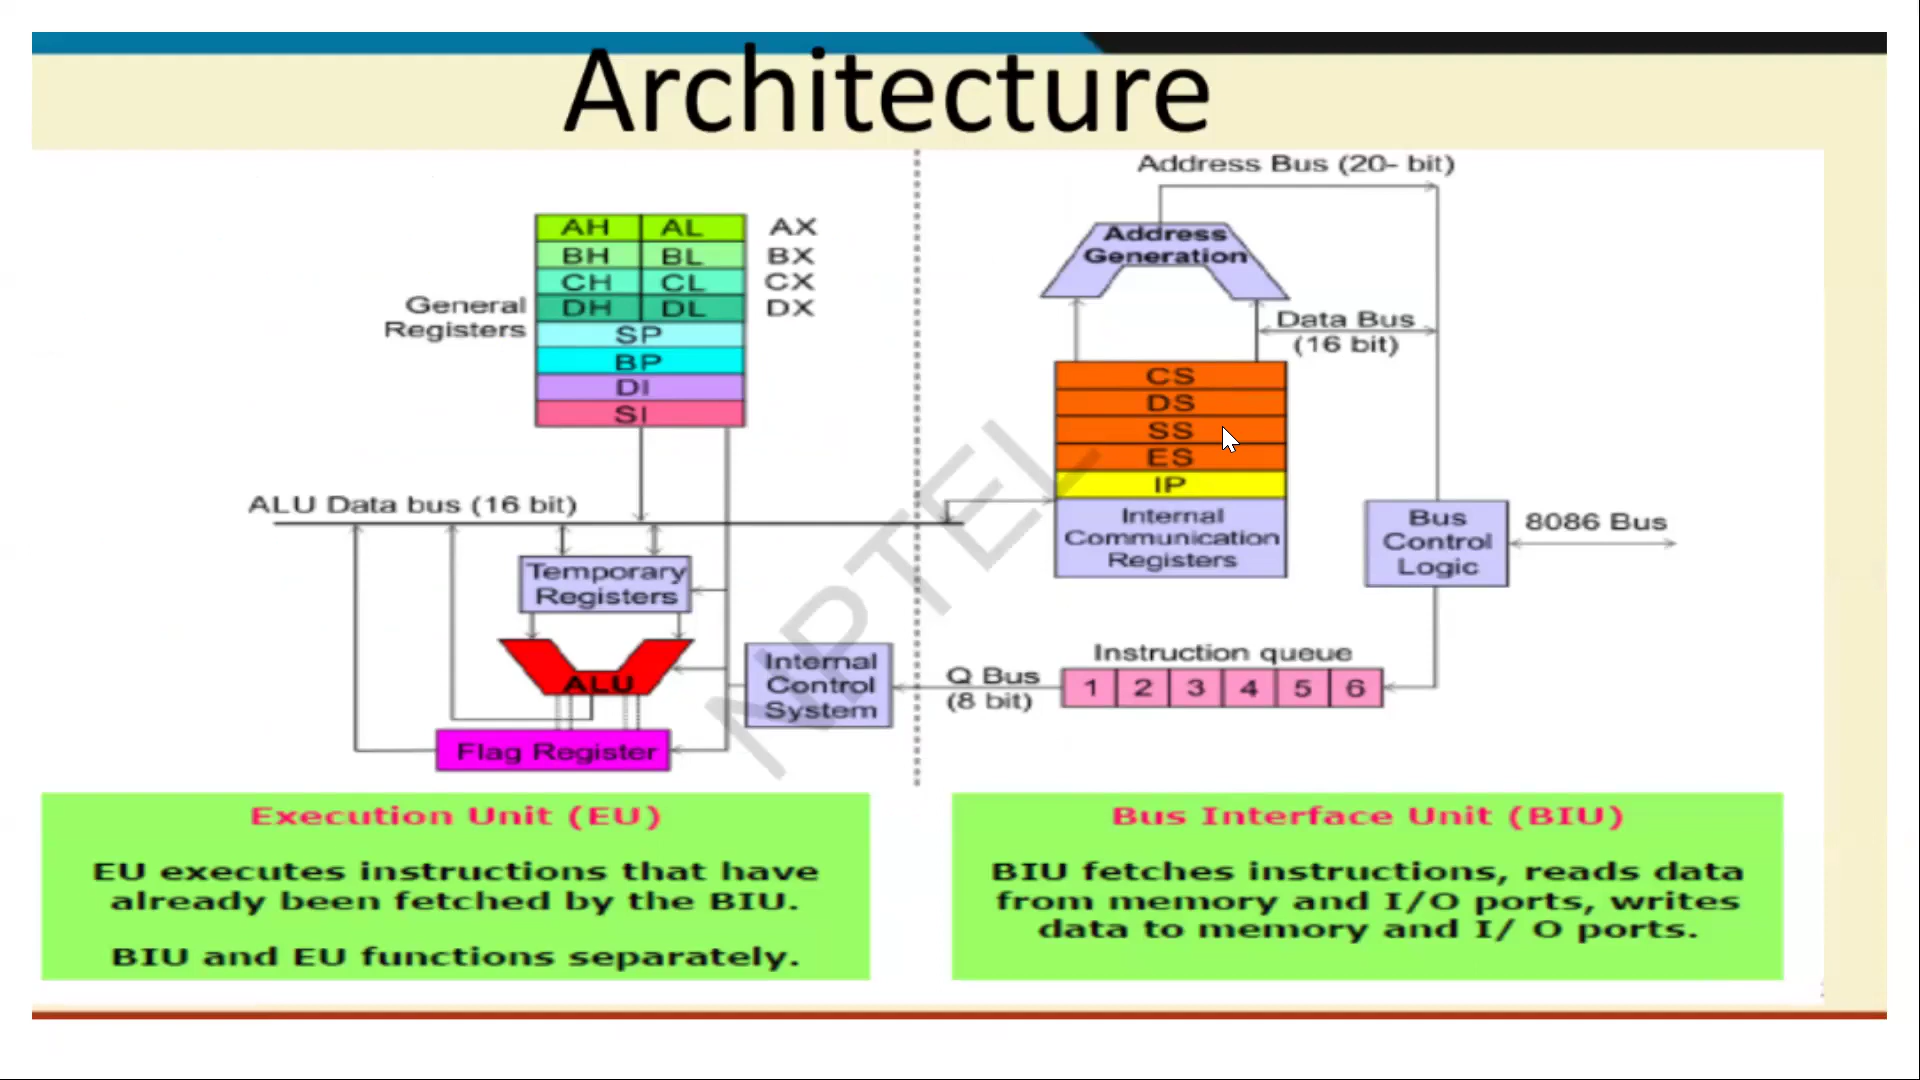 Architecture
Address Bus (20- bit)
AH AL AX
BH BL BX
CH CL CX
DH DL DX
General
Registers
SP
BP
DI
SI
Address
Generation
Data Bus
(16 bit)
CS
DS
SS
ES
IP
Internal
Communication
Registers
Bus
Control
Logic
8086 Bus
ALU Data bus (16 bit)
Temporary
Registers
ALU
Internal
Control
System
Flag Register
Q Bus
(8 bit)
Instruction queue
1 2 3 4 5 6
NPTEL
Execution Unit (EU)
EU executes instructions that have
already been fetched by the BIU.
BIU and EU functions separately.
Bus Interface Unit (BIU)
BIU fetches instructions, reads data
from memory and I/O ports, writes
data to memory and I/ O ports.